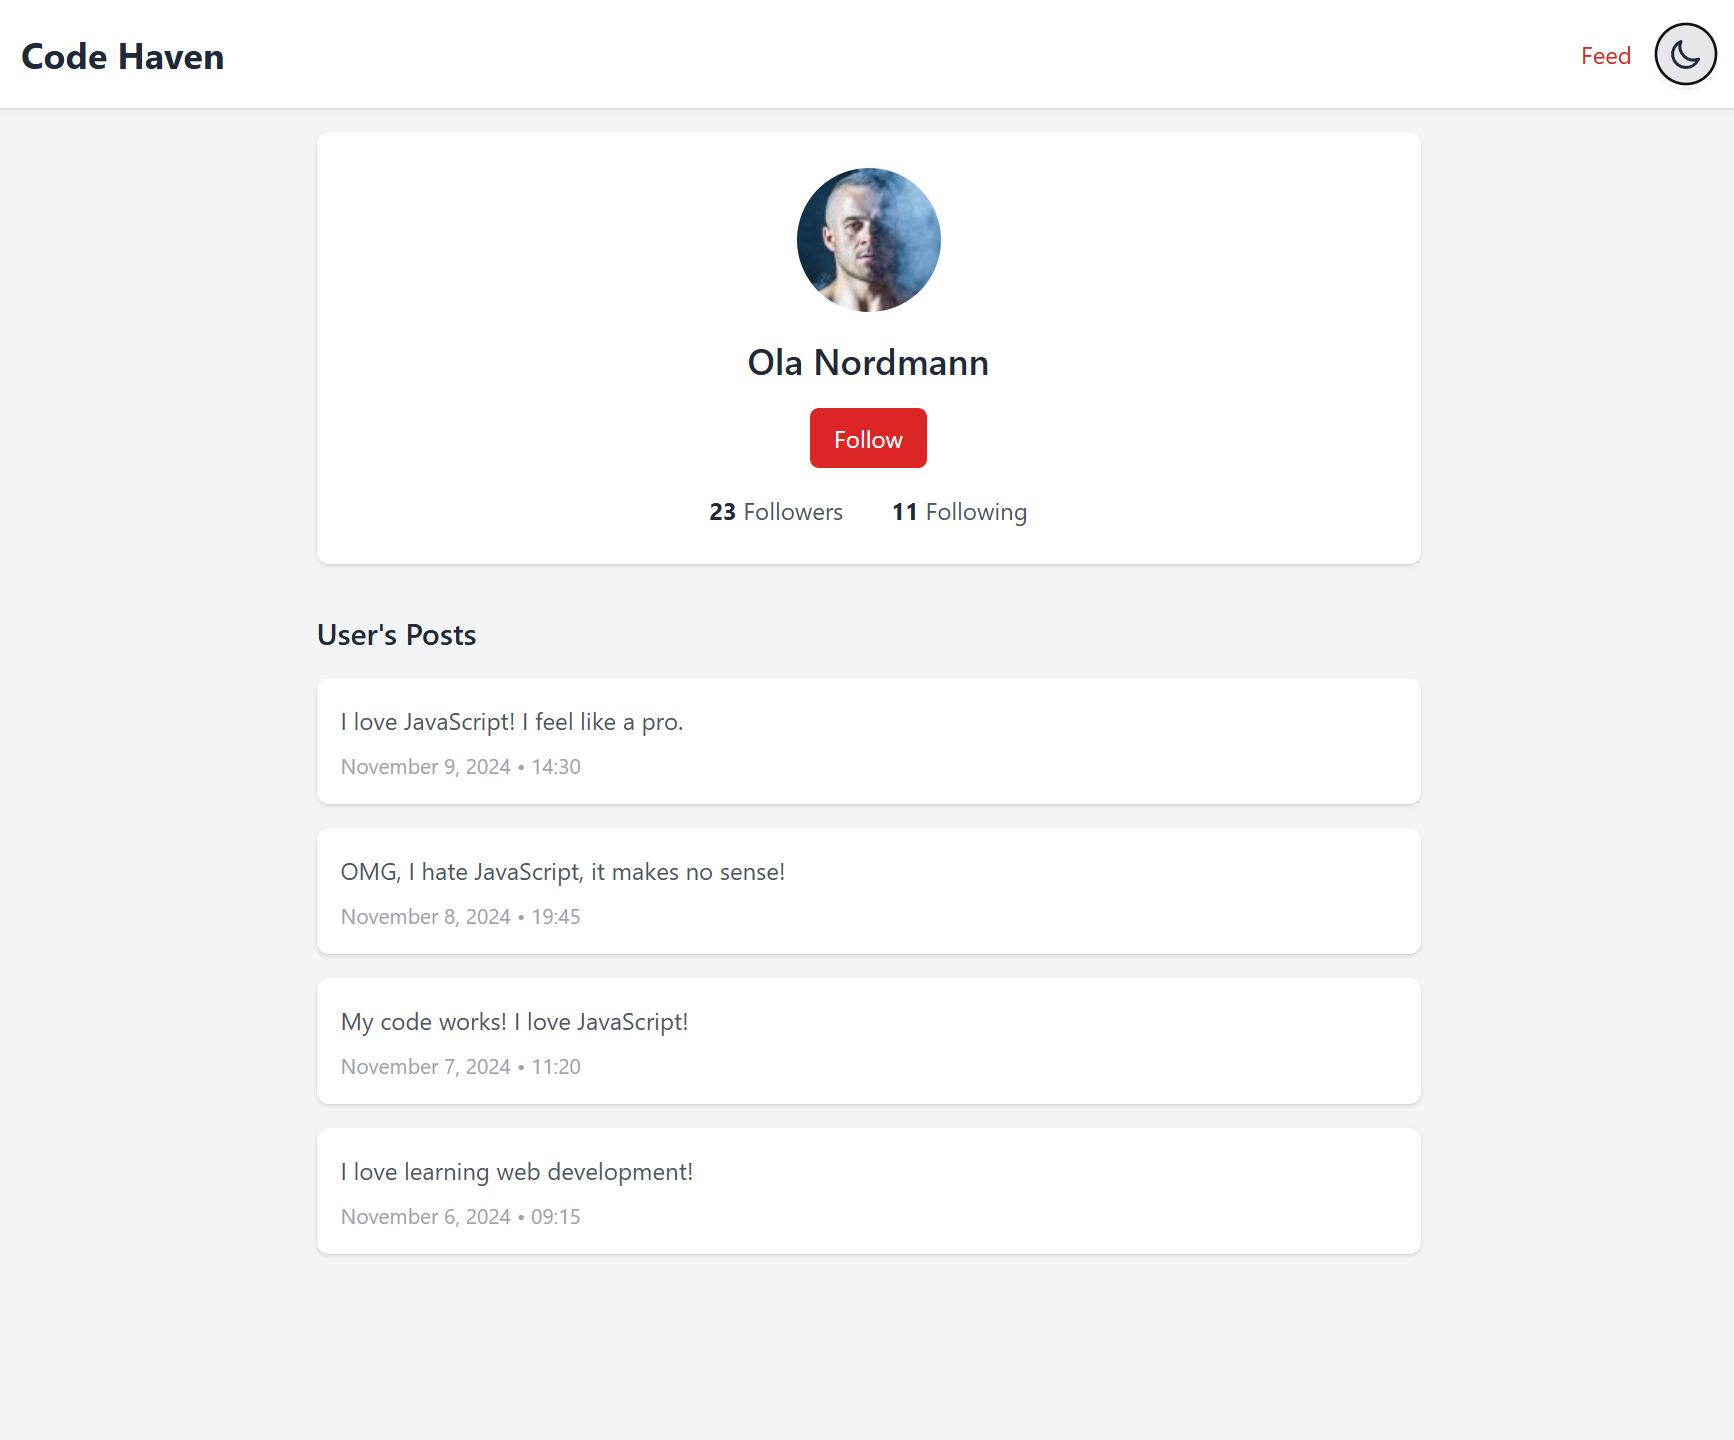 Code Haven
Feed
Ola Nordmann
Follow
23 Followers 11 Following
User's Posts
I love JavaScript! I feel like a pro.
November 9, 2024 • 14:30
OMG, I hate JavaScript, it makes no sense!
November 8, 2024 • 19:45
My code works! I love JavaScript!
November 7, 2024 • 11:20
I love learning web development!
November 6, 2024 • 09:15